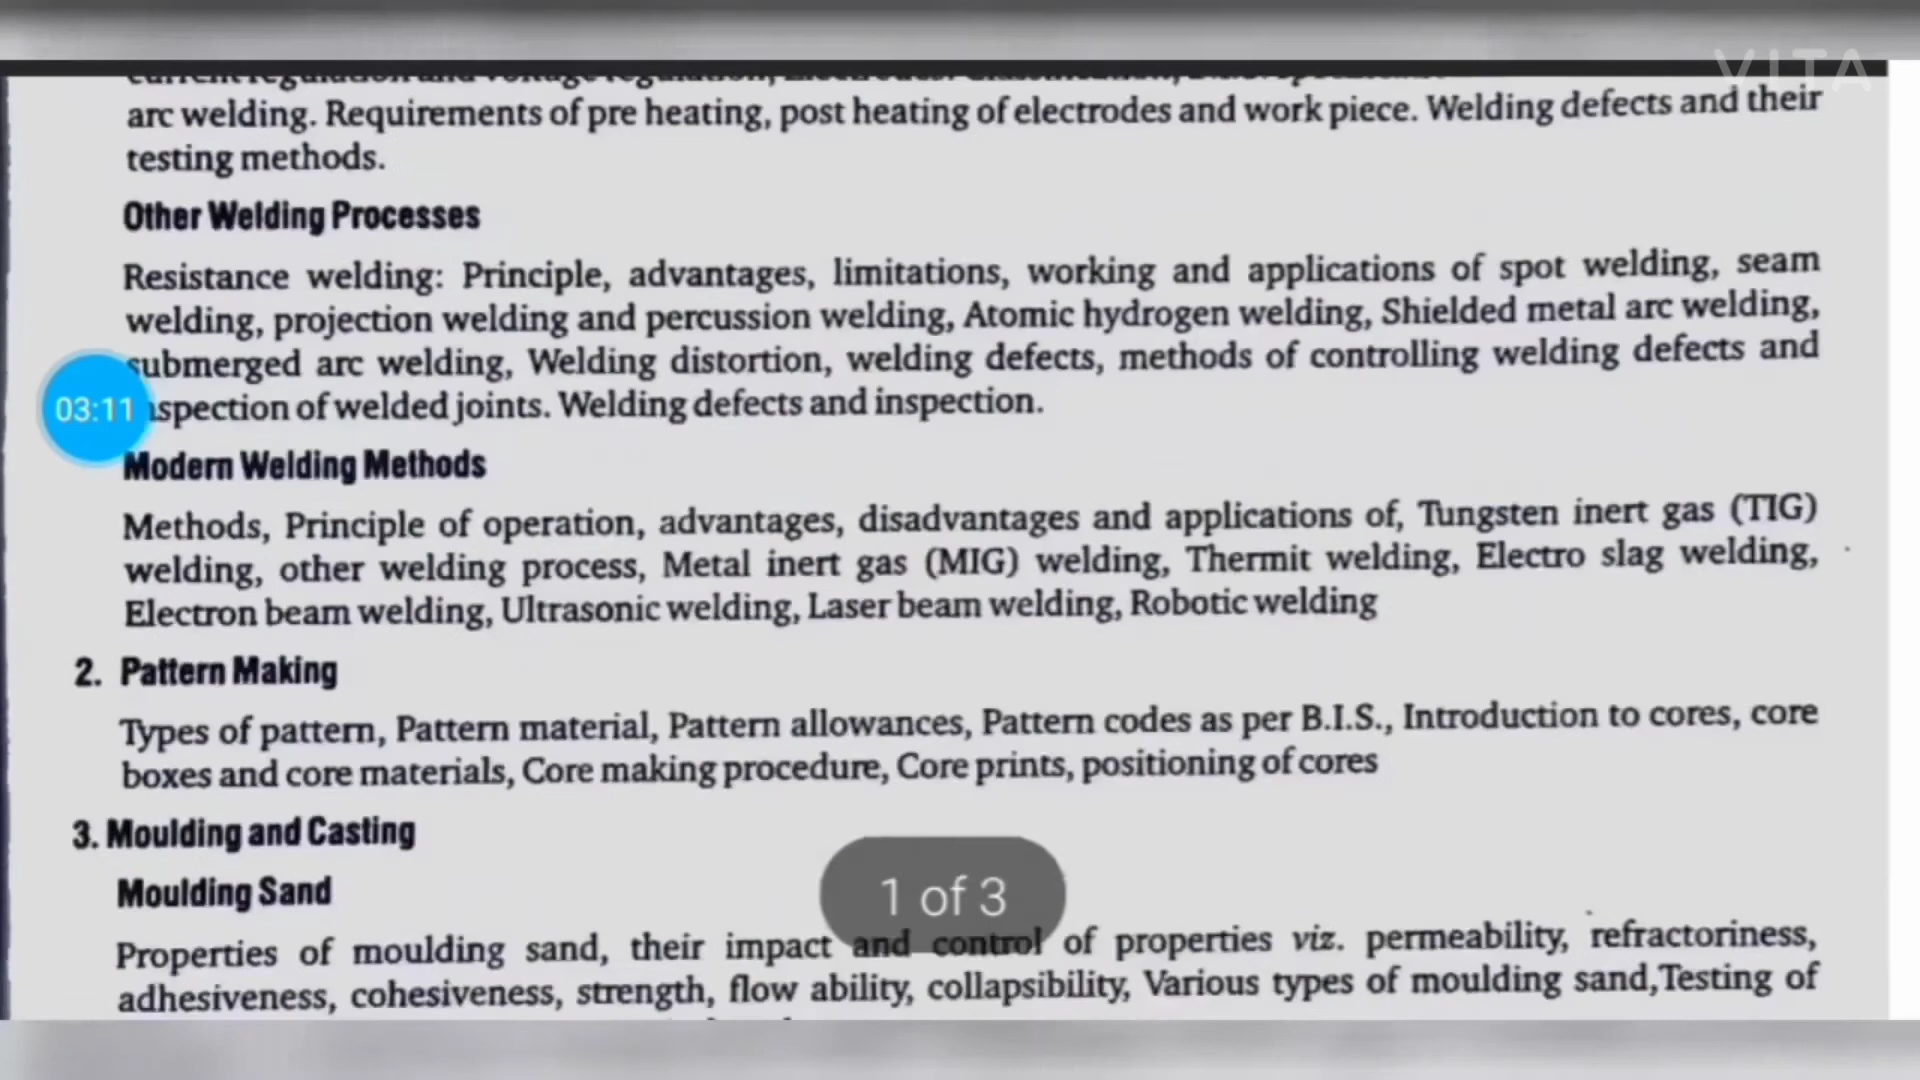 VITA
arc welding. Requirements of pre heating, post heating of electrodes and work piece. Welding defects and their
testing methods.
Other Welding Processes
Resistance welding: Principle, advantages, limitations, working and applications of spot welding, seam
welding, projection welding and percussion welding, Atomic hydrogen welding, Shielded metal arc welding,
submerged arc welding, Welding distortion, welding defects, methods of controlling welding defects and
03:11
spection of welded joints. Welding defects and inspection.
Modern Welding Methods
Methods, Principle of operation, advantages, disadvantages and applications of, Tungsten inert gas (TIG)
welding, other welding process, Metal inert gas (MIG) welding, Thermit welding, Electro slag welding,
Electron beam welding, Ultrasonic welding, Laser beam welding, Robotic welding
2. Pattern Making
Types of pattern, Pattern material, Pattern allowances, Pattern codes as per B.I.S., Introduction to cores, core
boxes and core materials, Core making procedure, Core prints, positioning of cores
3. Moulding and Casting
Moulding Sand
1 of 3
Properties of moulding sand, their impact and control of properties viz. permeability, refractoriness,
adhesiveness, cohesiveness, strength, flow ability, collapsibility, Various types of moulding sand,Testing of